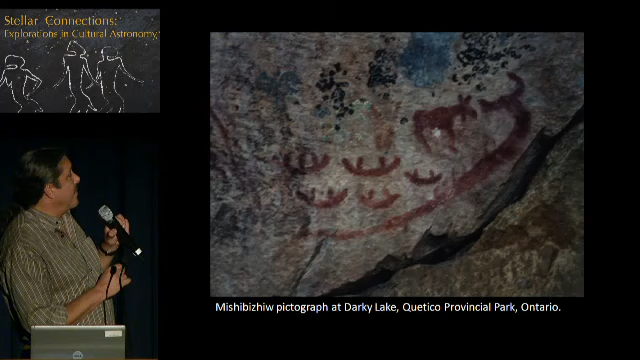 Stellar Connections:
Explorations in Cultural Astronomy
Mishibizhiw pictograph at Darky Lake, Quetico Provincial Park, Ontario.